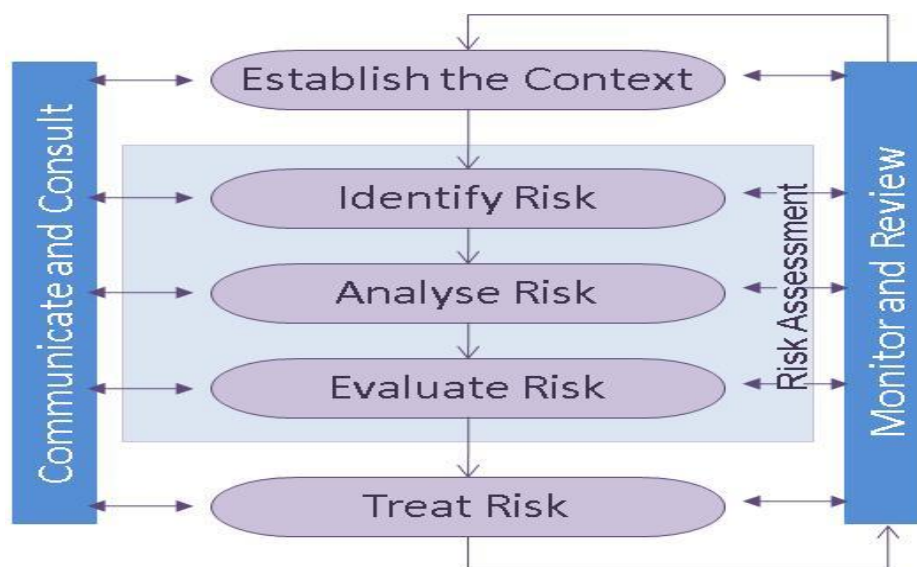 Establish the Context
Communicate and Consult
Identify Risk
Analyse Risk
Evaluate Risk
Risk Assessment
Monitor and Review
Treat Risk